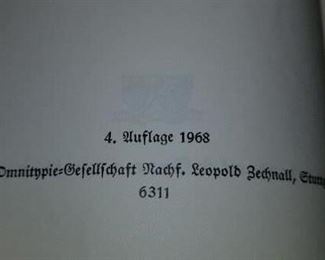 4. Auflage 1968
Omnitypie-Gesellschaft Nachf. Leopold Zechnall,
6311